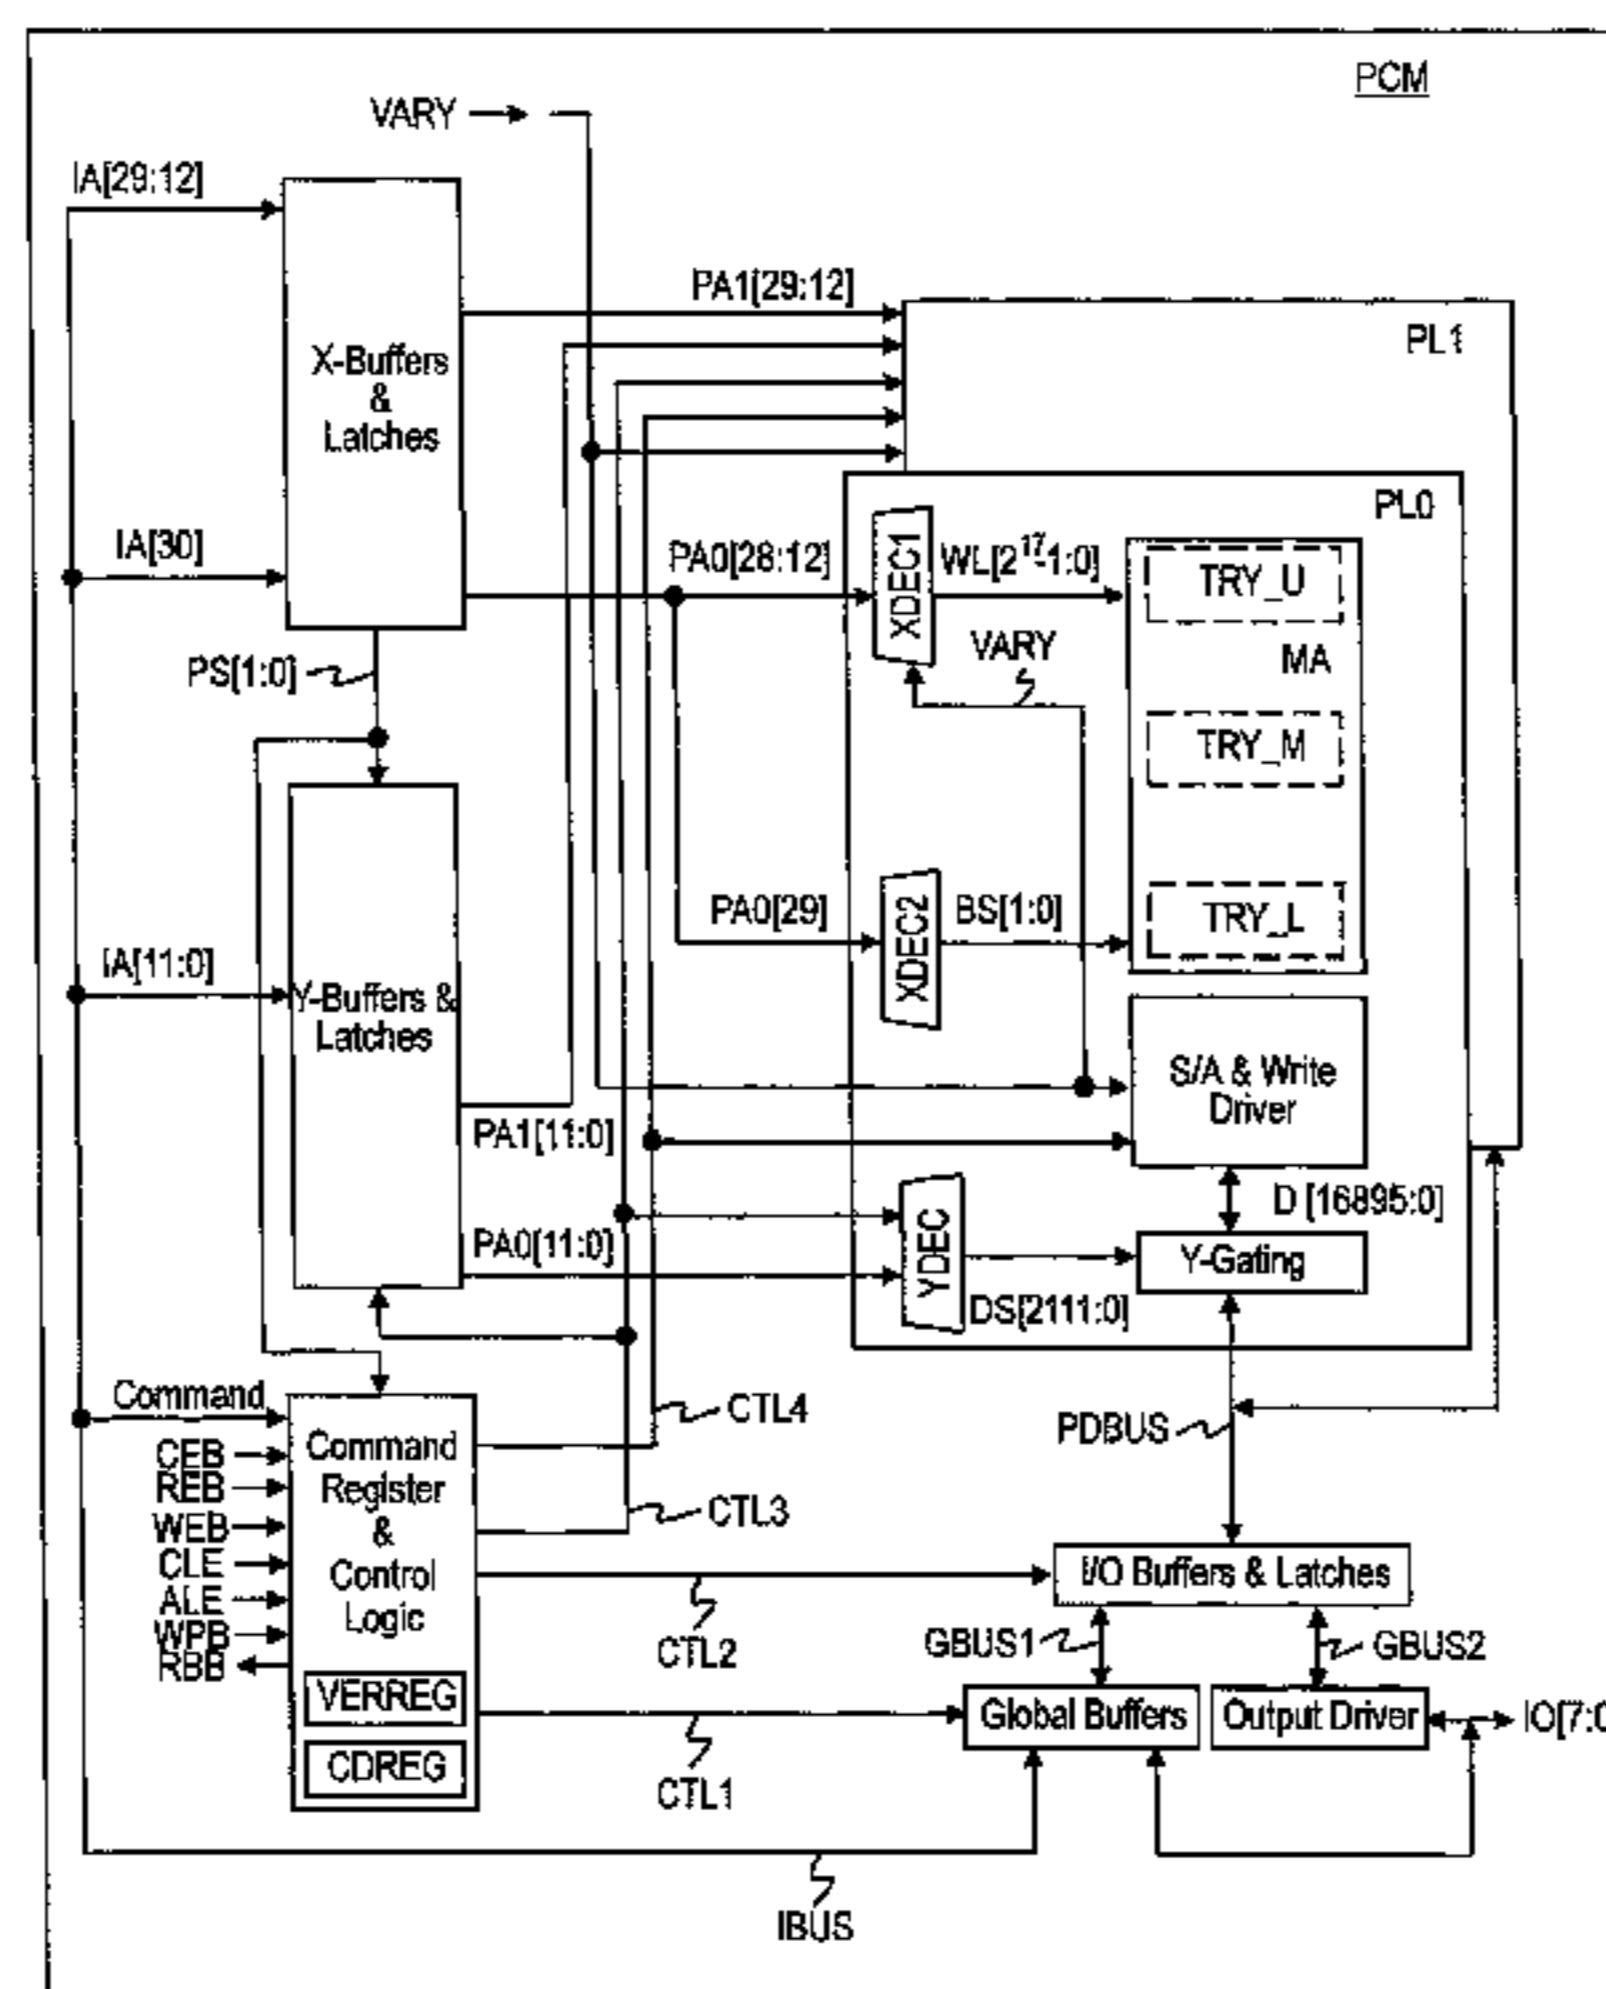 PCM
VARY
IA[29:12]
PA1[29:12]
X-Buffers
&
Latches
PL1
PL0
IA[30]
PA0[28:12]
XDEC1
WL[2¹⁷-1:0]
TRY_U
VARY
MA
PS[1:0]
TRY_M
PA0[29]
XDEC2
BS[1:0]
TRY_L
IA[11:0]
Y-Buffers &
Latches
S/A & Write
Driver
PA1[11:0]
D [16895:0]
PA0[11:0]
YDEC
Y-Gating
DS[2111:0]
Command
CEB
REB
WEB
CLE
ALE
WPB
RBB
Command
Register
&
Control
Logic
VERREG
CDREG
CTL4
PDBUS
CTL3
I/O Buffers & Latches
CTL2
GBUS1
GBUS2
Global Buffers
Output Driver
IO[7:0
CTL1
IBUS